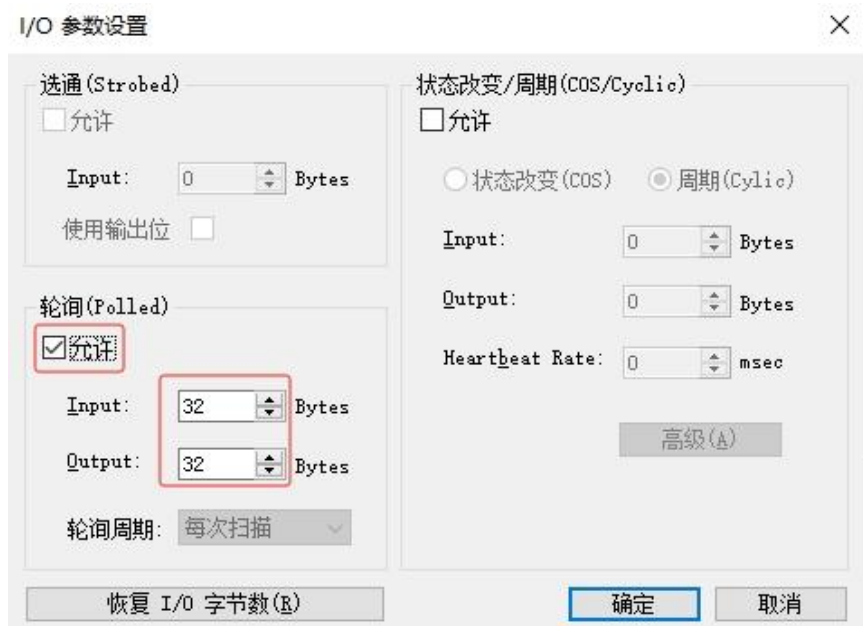 I/O 参数设置
选通(Strobed)
允许
Input: 0 Bytes
使用输出位
轮询(Polled)
允许
Input: 32 Bytes
Output: 32 Bytes
轮询周期: 每次扫描
状态改变/周期(COS/Cyclic)
允许
状态改变(COS) 周期(Cylic)
Input: 0 Bytes
Output: 0 Bytes
Heartbeat Rate: 0 msec
高级(A)
恢复 I/O 字节数(R) 确定 取消